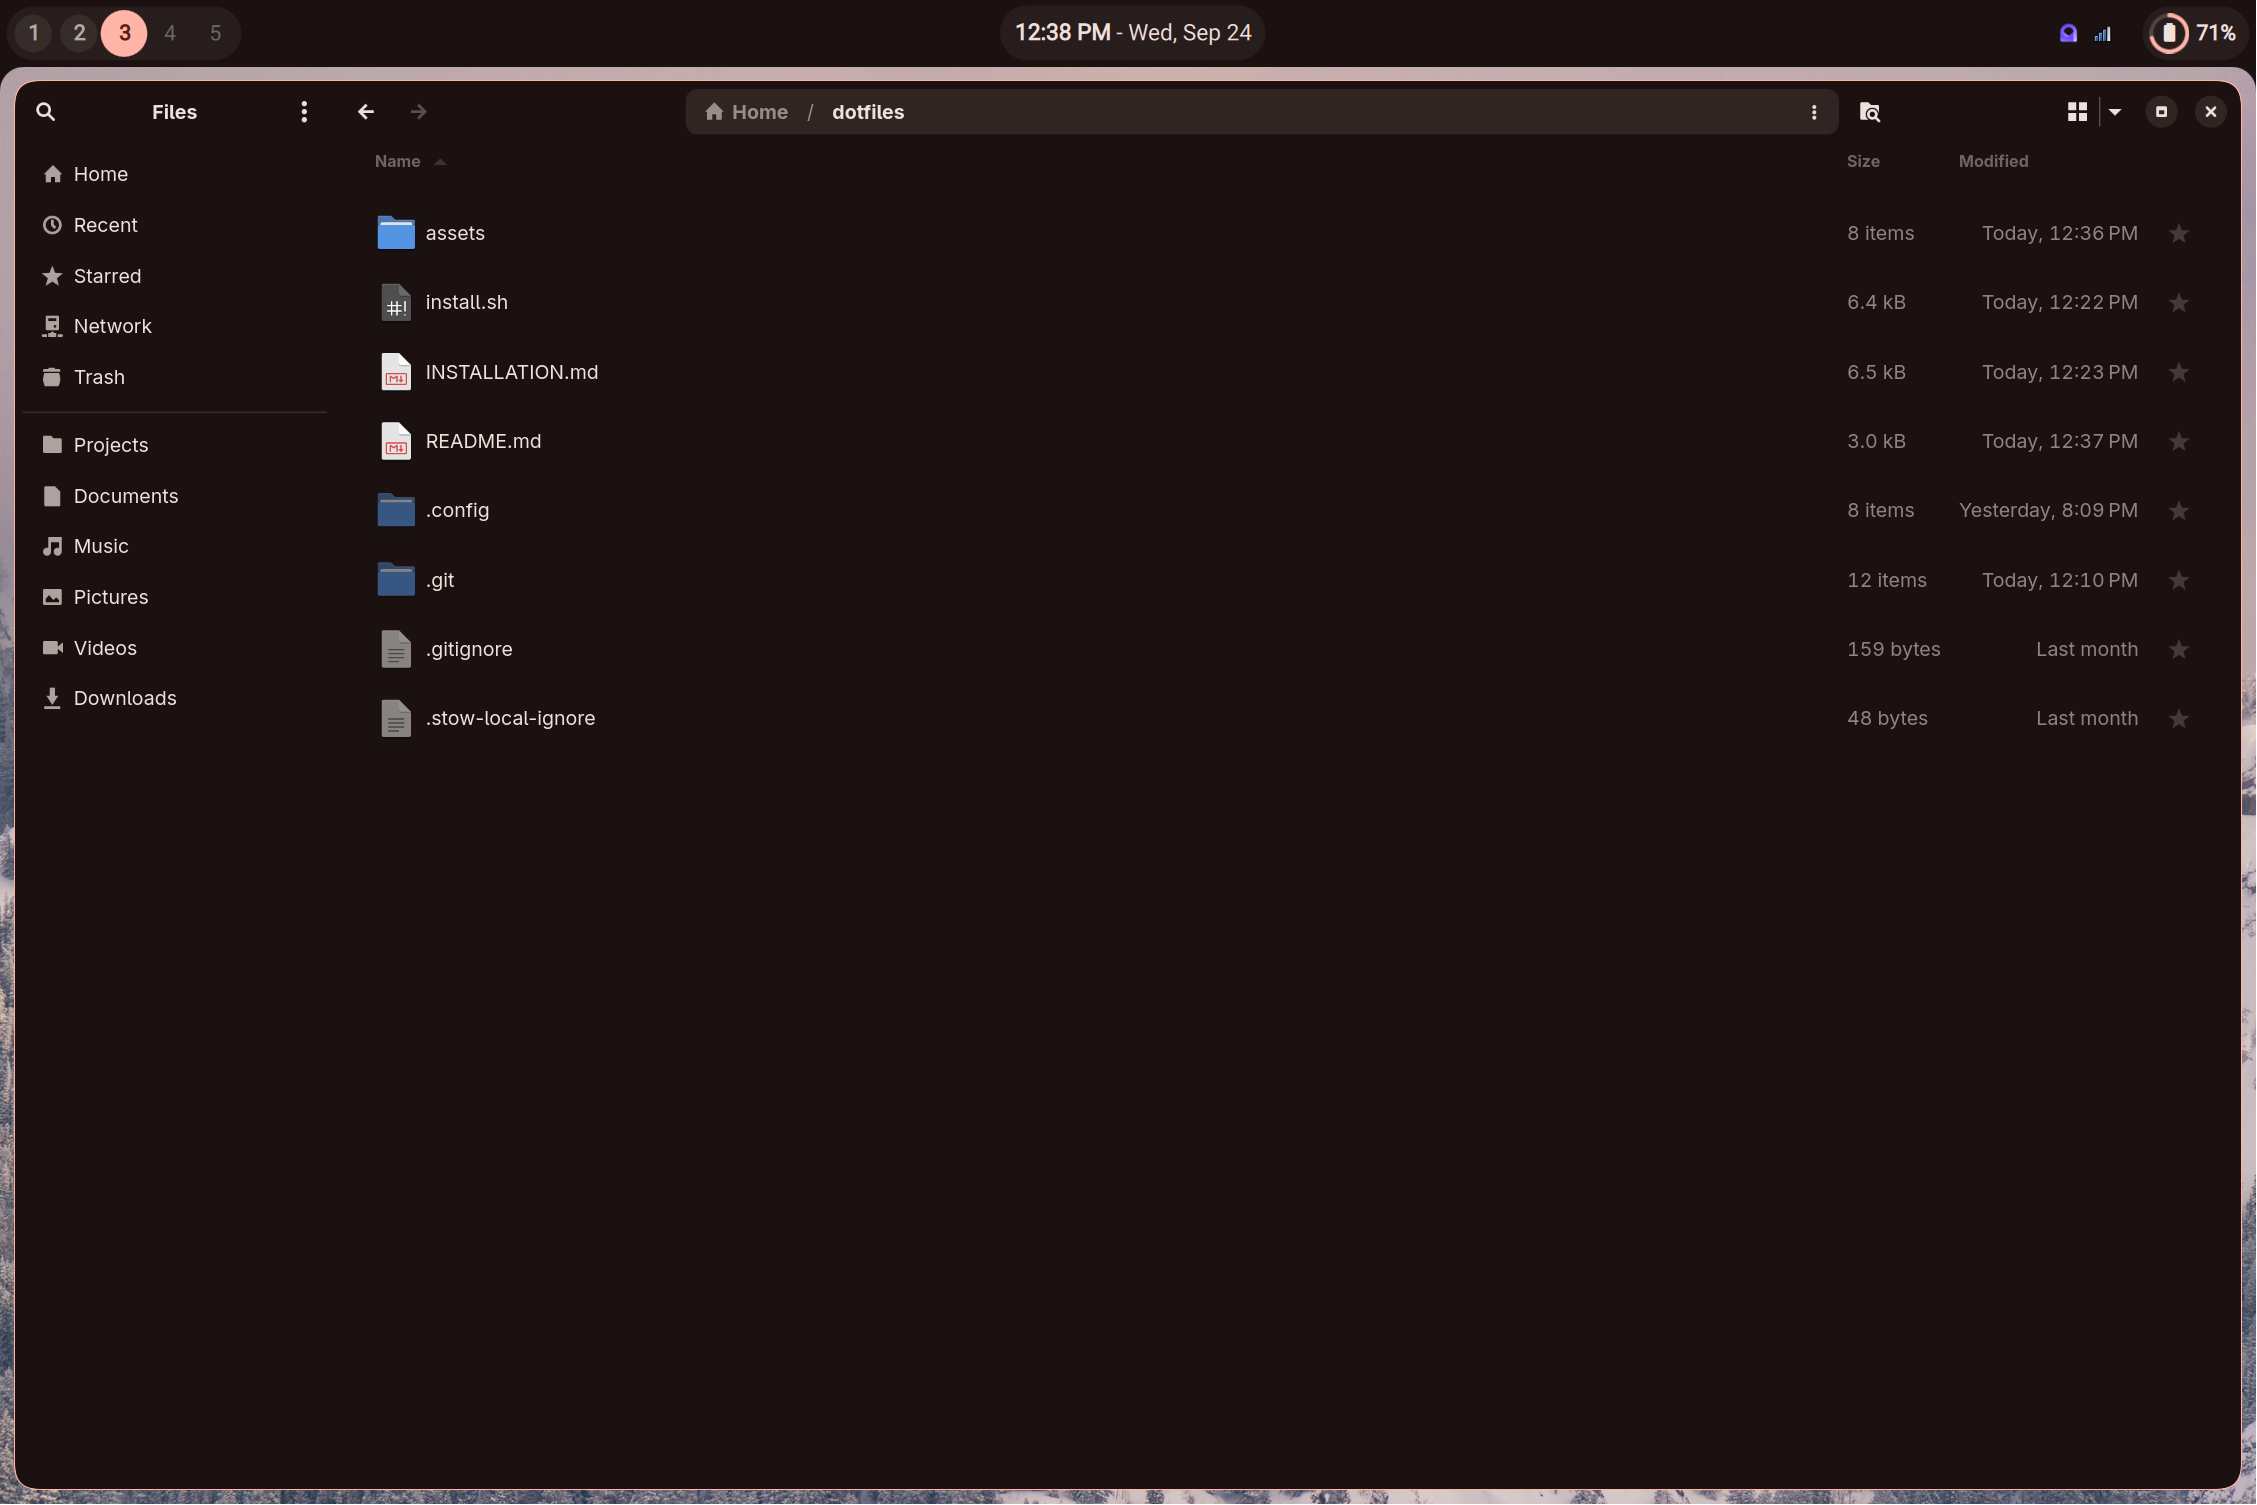 1 2 3 4 5 12:38 PM - Wed, Sep 24 71%
Files Home / dotfiles
Name Size Modified
Home
Recent
Starred
Network
Trash
Projects
Documents
Music
Pictures
Videos
Downloads
assets 8 items Today, 12:36 PM
install.sh 6.4 kB Today, 12:22 PM
INSTALLATION.md 6.5 kB Today, 12:23 PM
README.md 3.0 kB Today, 12:37 PM
.config 8 items Yesterday, 8:09 PM
.git 12 items Today, 12:10 PM
.gitignore 159 bytes Last month
.stow-local-ignore 48 bytes Last month